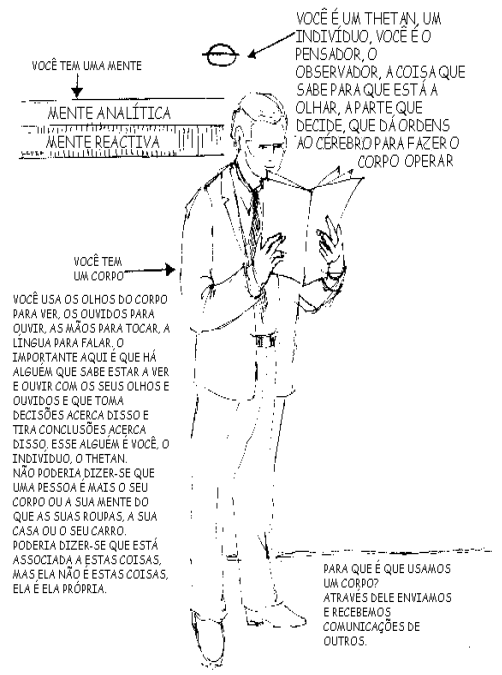 VOCÊ É UM THETAN, UM
INDIVÍDUO, VOCÊ É O
PENSADOR, O
OBSERVADOR, A COISA QUE
SABE PARA QUE ESTÁ A
OLHAR, A PARTE QUE
DECIDE, QUE DÁ ORDENS
AO CÉREBRO PARA FAZER O
CORPO OPERAR
VOCÊ TEM UMA MENTE
MENTE ANALÍTICA
MENTE REACTIVA
VOCÊ TEM
UM CORPO
VOCÊ USA OS OLHOS DO CORPO
PARA VER, OS OUVIDOS PARA
OUVIR, AS MÃOS PARA TOCAR, A
LÍNGUA PARA FALAR. O
IMPORTANTE AQUI É QUE HÁ
ALGUÉM QUE SABE ESTAR A VER
E OUVIR COM OS SEUS OLHOS E
OUVIDOS E QUE TOMA
DECISÕES ACERCA DISSO E
TIRA CONCLUSÕES ACERCA
DISSO. ESSE ALGUÉM É VOCÊ, O
INDIVÍDUO, O THETAN.
NÃO PODERIA DIZER-SE QUE
UMA PESSOA É MAIS O SEU
CORPO OU A SUA MENTE DO
QUE AS SUAS ROUPAS, A SUA
CASA OU O SEU CARRO.
PODERIA DIZER-SE QUE ESTÁ
ASSOCIADA A ESTAS COISAS,
MAS ELA NÃO É ESTAS COISAS,
ELA É ELA PRÓPRIA.
PARA QUE É QUE USAMOS
UM CORPO?
ATRAVÉS DELE ENVIAMOS
E RECEBEMOS
COMUNICAÇÕES DE
OUTROS.